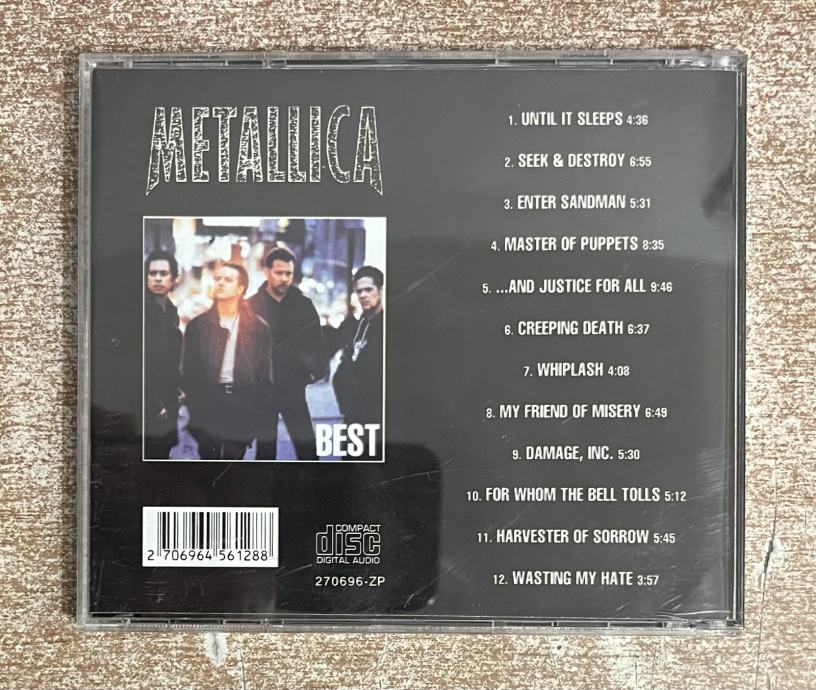 METALLICA
BEST
2 706964 561288
COMPACT
disc
DIGITAL AUDIO
270696-ZP
1. UNTIL IT SLEEPS 4:36
2. SEEK & DESTROY 6:55
3. ENTER SANDMAN 5:31
4. MASTER OF PUPPETS 8:35
5. ...AND JUSTICE FOR ALL 9:46
6. CREEPING DEATH 6:37
7. WHIPLASH 4:08
8. MY FRIEND OF MISERY 6:49
9. DAMAGE, INC. 5:30
10. FOR WHOM THE BELL TOLLS 5:12
11. HARVESTER OF SORROW 5:45
12. WASTING MY HATE 3:57